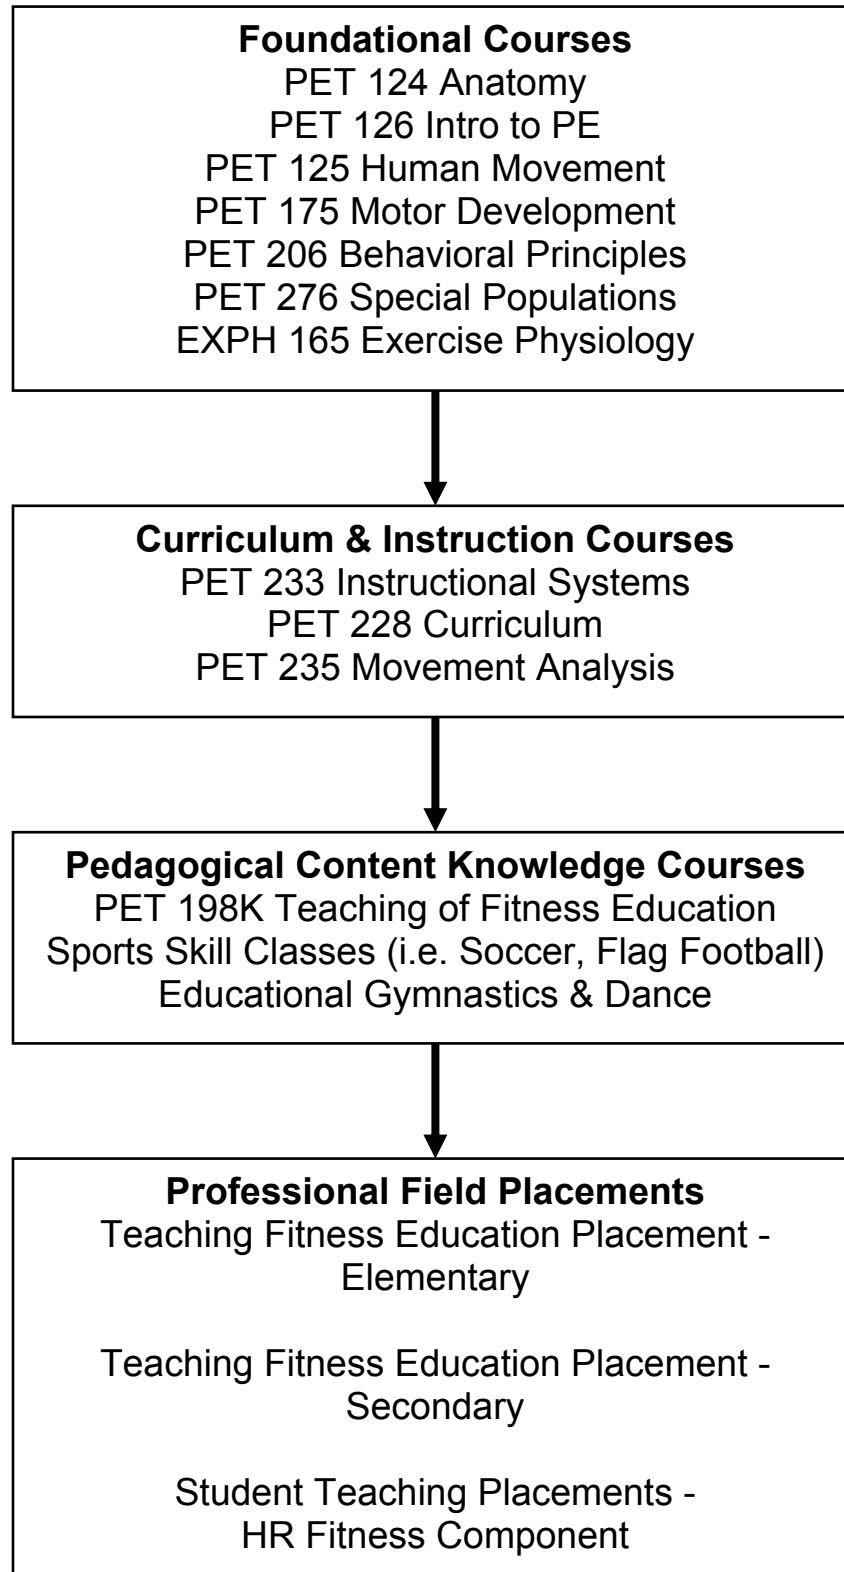 Foundational Courses
PET 124 Anatomy
PET 126 Intro to PE
PET 125 Human Movement
PET 175 Motor Development
PET 206 Behavioral Principles
PET 276 Special Populations
EXPH 165 Exercise Physiology
Curriculum & Instruction Courses
PET 233 Instructional Systems
PET 228 Curriculum
PET 235 Movement Analysis
Pedagogical Content Knowledge Courses
PET 198K Teaching of Fitness Education
Sports Skill Classes (i.e. Soccer, Flag Football)
Educational Gymnastics & Dance
Professional Field Placements
Teaching Fitness Education Placement -
Elementary
Teaching Fitness Education Placement -
Secondary
Student Teaching Placements -
HR Fitness Component